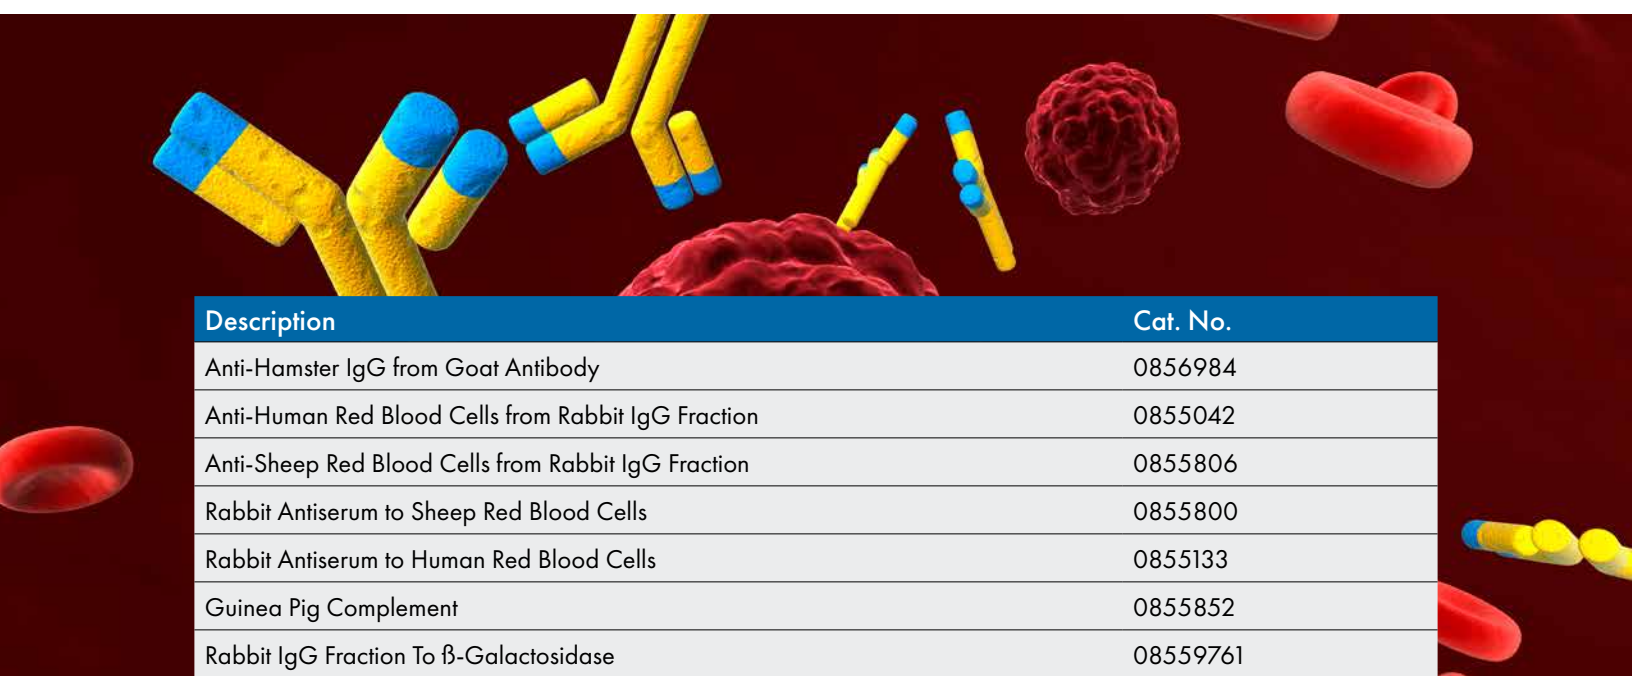 Description Cat. No.
Anti-Hamster IgG from Goat Antibody 0856984
Anti-Human Red Blood Cells from Rabbit IgG Fraction 0855042
Anti-Sheep Red Blood Cells from Rabbit IgG Fraction 0855806
Rabbit Antiserum to Sheep Red Blood Cells 0855800
Rabbit Antiserum to Human Red Blood Cells 0855133
Guinea Pig Complement 0855852
Rabbit IgG Fraction To ß-Galactosidase 08559761